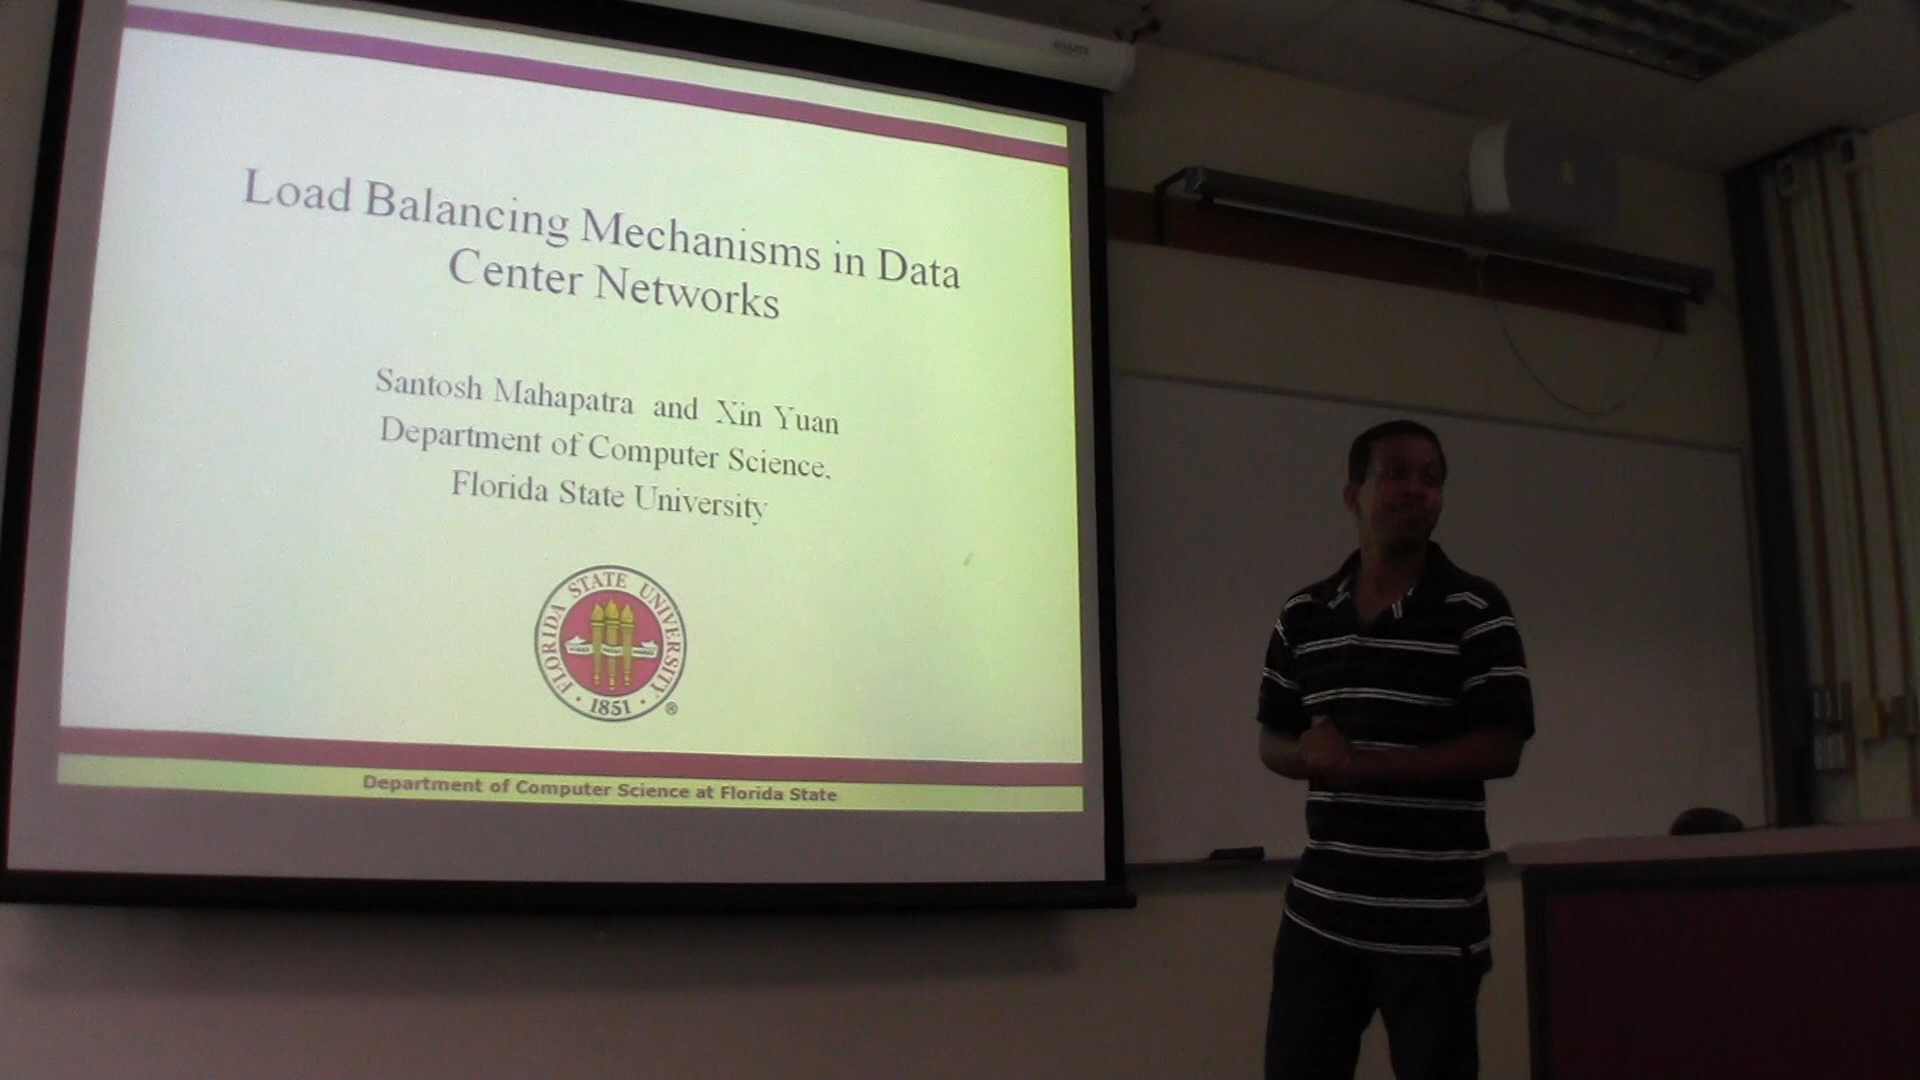 Load Balancing Mechanisms in Data
Center Networks
Santosh Mahapatra and Xin Yuan
Department of Computer Science.
Florida State University
FLORIDA STATE UNIVERSITY
1851
®
Department of Computer Science at Florida State